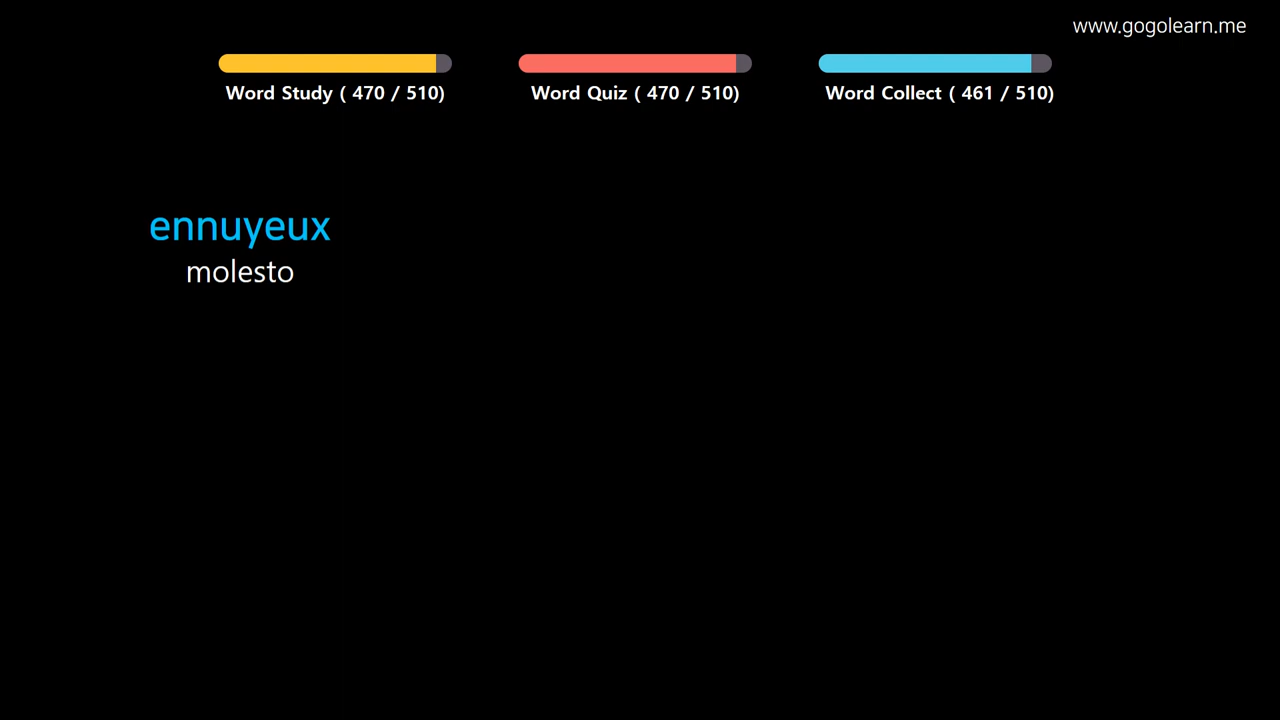 www.gogolearn.me
Word Study ( 470 / 510)
Word Quiz ( 470 / 510)
Word Collect ( 461 / 510)
ennuyeux
molesto